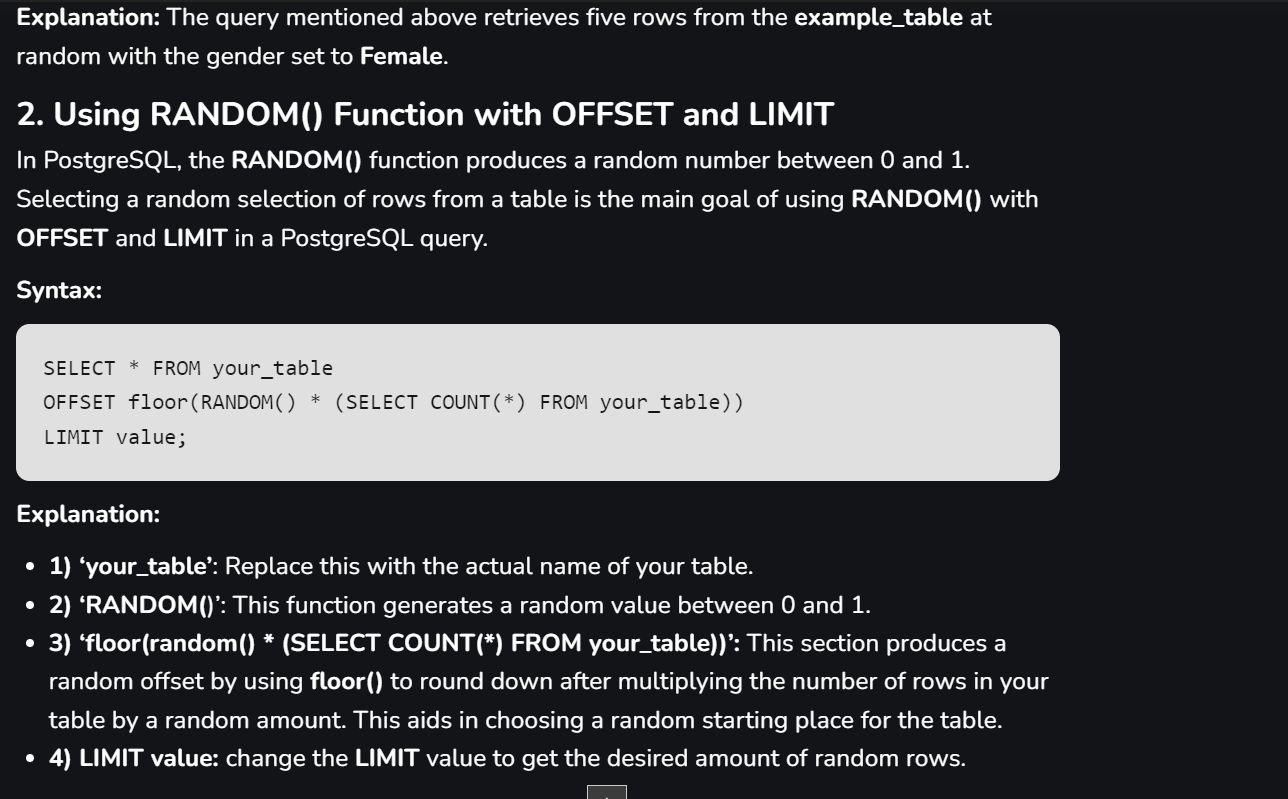 Explanation: The query mentioned above retrieves five rows from the example_table at
random with the gender set to Female.
2. Using RANDOM() Function with OFFSET and LIMIT
In PostgreSQL, the RANDOM() function produces a random number between 0 and 1.
Selecting a random selection of rows from a table is the main goal of using RANDOM() with
OFFSET and LIMIT in a PostgreSQL query.
Syntax:
SELECT * FROM your_table
OFFSET floor(RANDOM() * (SELECT COUNT(*) FROM your_table))
LIMIT value;
Explanation:
• 1) ‘your_table’: Replace this with the actual name of your table.
• 2) ‘RANDOM()’: This function generates a random value between 0 and 1.
• 3) ‘floor(random() * (SELECT COUNT(*) FROM your_table))’: This section produces a
random offset by using floor() to round down after multiplying the number of rows in your
table by a random amount. This aids in choosing a random starting place for the table.
• 4) LIMIT value: change the LIMIT value to get the desired amount of random rows.